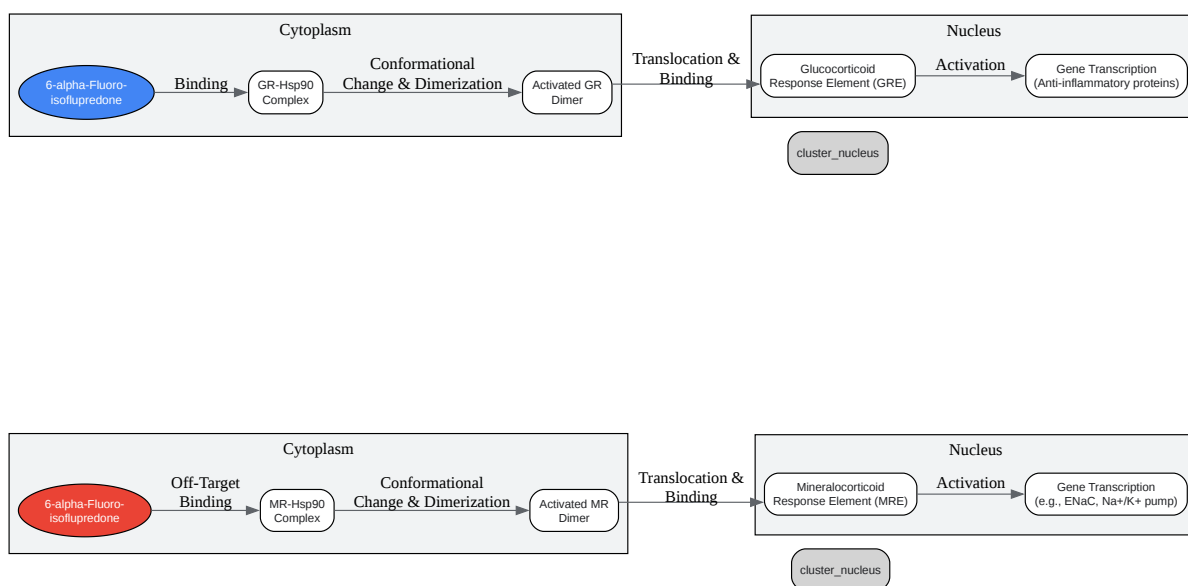 Cytoplasm
Nucleus
6-alpha-Fluoro-
isoflupredone
Binding
GR-Hsp90
Complex
Conformational
Change & Dimerization
Activated GR
Dimer
Translocation &
Binding
Glucocorticoid
Response Element (GRE)
Activation
Gene Transcription
(Anti-inflammatory proteins)
cluster_nucleus
Cytoplasm
Nucleus
6-alpha-Fluoro-
isoflupredone
Off-Target
Binding
MR-Hsp90
Complex
Conformational
Change & Dimerization
Activated MR
Dimer
Translocation &
Binding
Mineralocorticoid
Response Element (MRE)
Activation
Gene Transcription
(e.g., ENaC, Na+/K+ pump)
cluster_nucleus